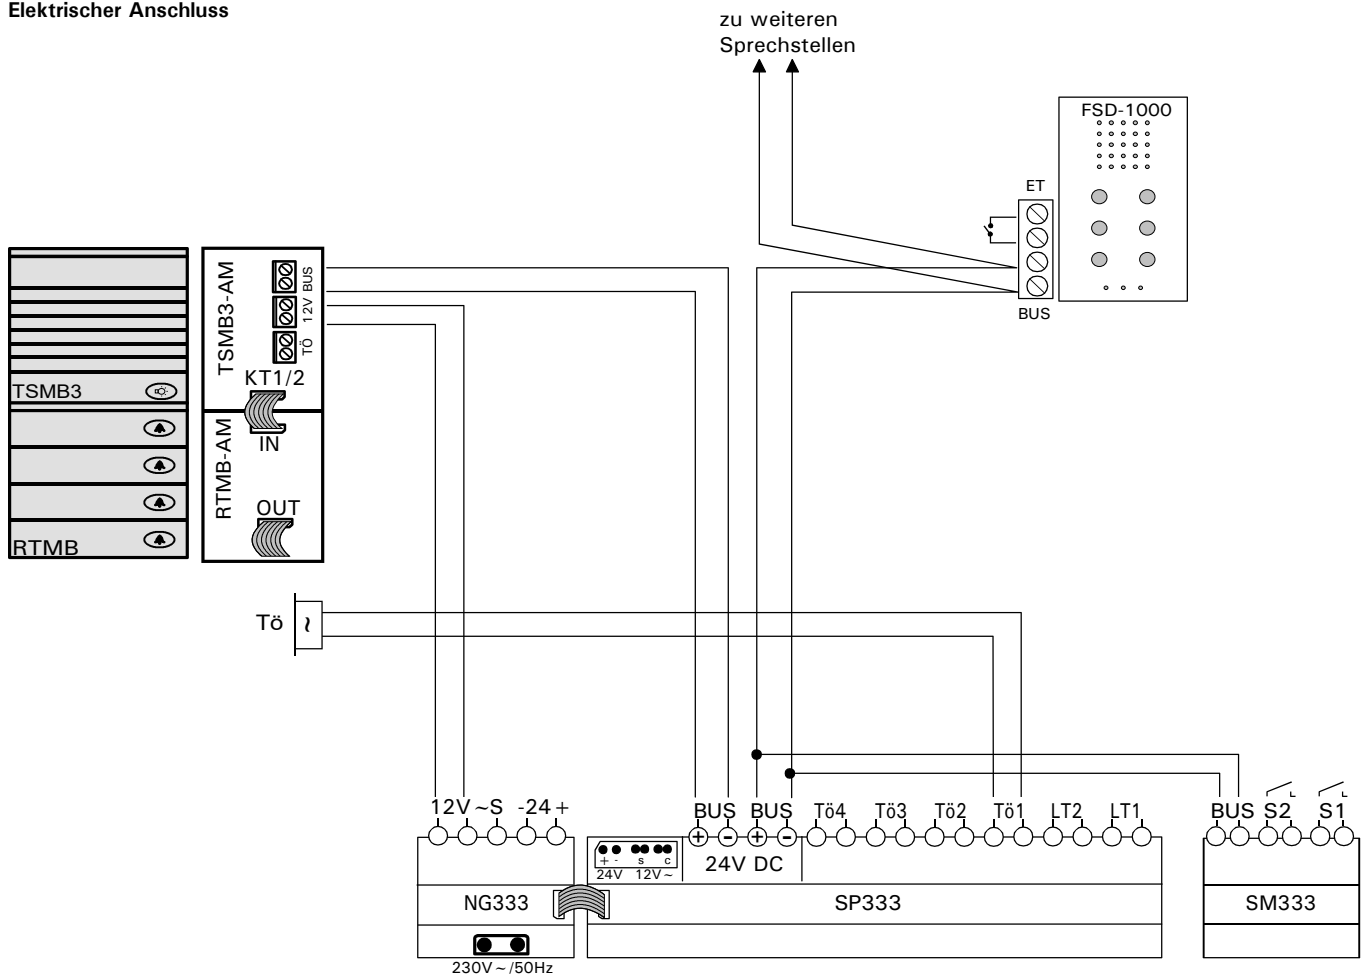 Elektrischer Anschluss
zu weiteren
Sprechstellen
FSD-1000
ET
BUS
TSMB3-AM
BUS
12V
TÖ
KT1/2
TSMB3
IN
RTMB-AM
OUT
RTMB
Tö
~
12V~S -24+
BUS BUS Tö4 Tö3 Tö2 Tö1 LT2 LT1
BUS S2 S1
+ - + -
+ - s c
24V 12V~
24V DC
NG333
SP333
SM333
230V~/50Hz